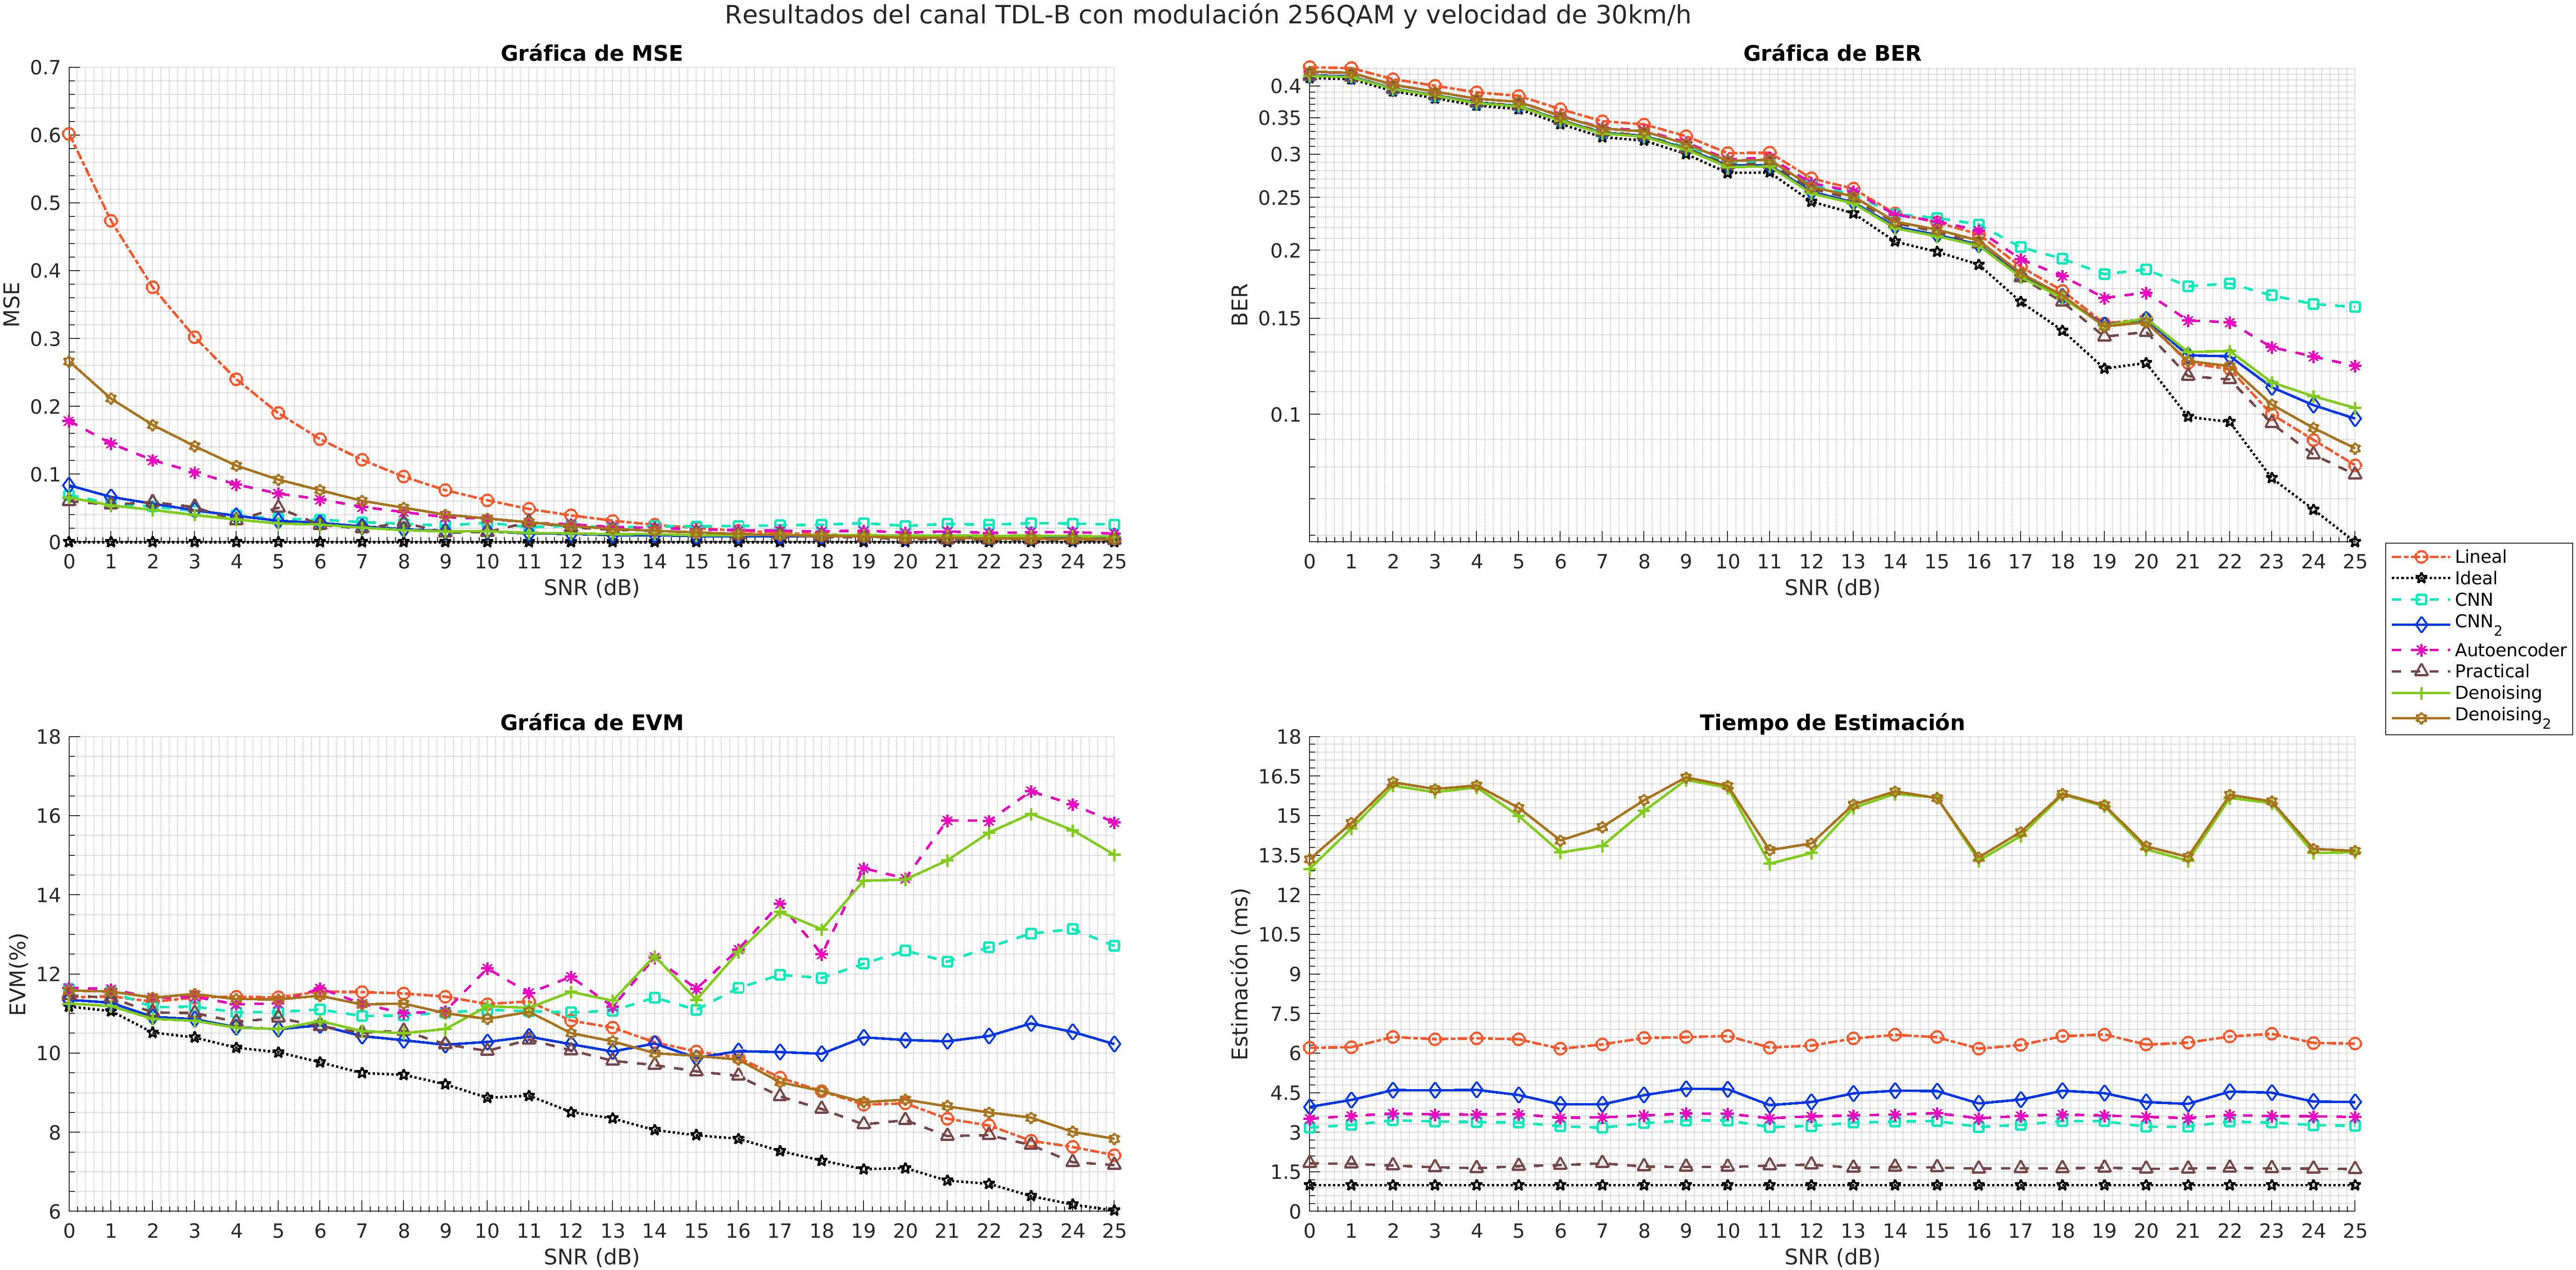 Resultados del canal TDL-B con modulación 256QAM y velocidad de 30km/h
Gráfica de MSE
0.7
0.6
0.5
0.4
0.3
0.2
0.1
0
MSE
0 1 2 3 4 5 6 7 8 9 10 11 12 13 14 15 16 17 18 19 20 21 22 23 24 25
SNR (dB)
Gráfica de BER
0.4
0.35
0.3
0.25
0.2
0.15
0.1
BER
0 1 2 3 4 5 6 7 8 9 10 11 12 13 14 15 16 17 18 19 20 21 22 23 24 25
SNR (dB)
Lineal
Ideal
CNN
CNN2
Autoencoder
Practical
Denoising
Denoising2
Gráfica de EVM
18
16
14
12
10
8
6
EVM(%)
0 1 2 3 4 5 6 7 8 9 10 11 12 13 14 15 16 17 18 19 20 21 22 23 24 25
SNR (dB)
Tiempo de Estimación
18
16.5
15
13.5
12
10.5
9
7.5
6
4.5
3
1.5
0
Estimación (ms)
0 1 2 3 4 5 6 7 8 9 10 11 12 13 14 15 16 17 18 19 20 21 22 23 24 25
SNR (dB)